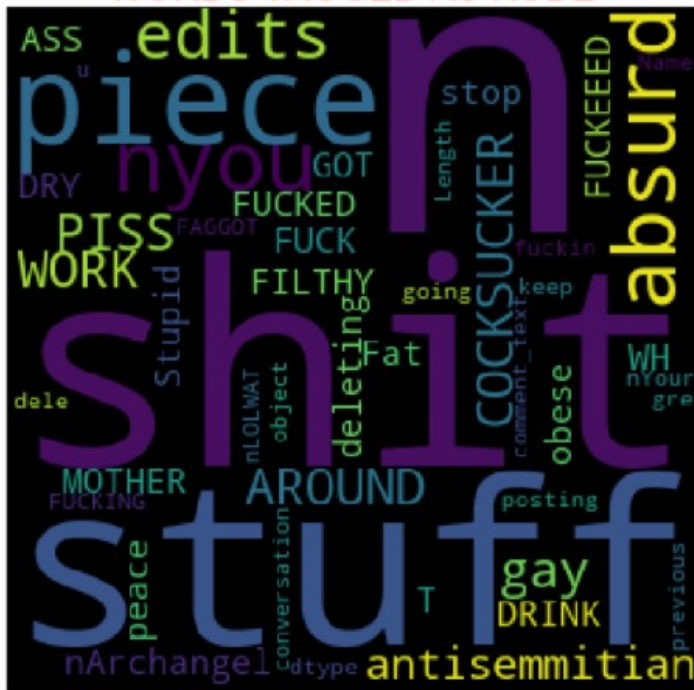 ASS
edits
n
FUCKEEED
absurd
Name
u
piece
stop
nyou
GOT
Length
COCKSUCKER
DRY
FUCKED
PISS
FAGGOT
FUCK
fuckin
WORK
Stupid
FILTHY
going
keep
shit
deleting
Fat
comment_text
obese
WH
nYour
gre
dele
nLOLWAT
object
MOTHER
AROUND
FUCKING
posting
stuff
peace
conversation
T
gay
DRINK
previous
nArchangel
dtype
antisemmitian